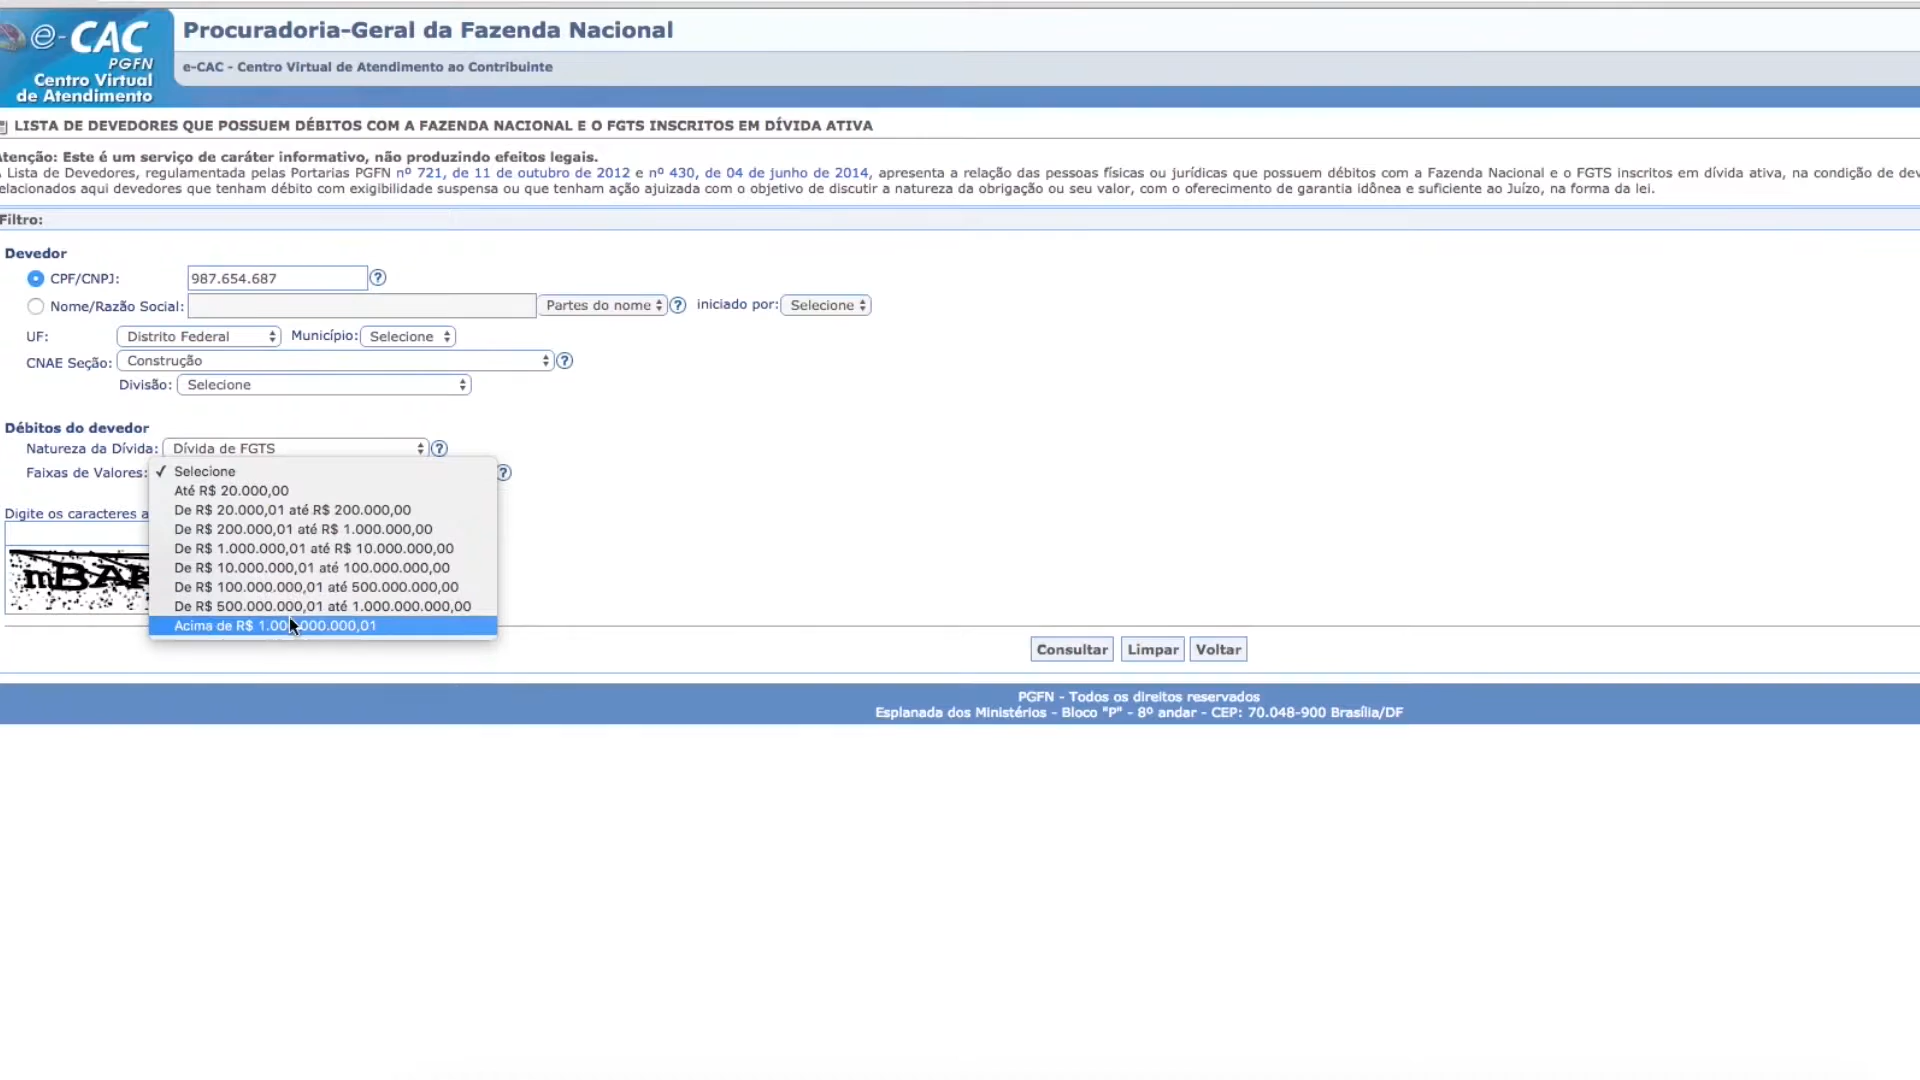 e-CAC
PGFN
Centro Virtual
de Atendimento
Procuradoria-Geral da Fazenda Nacional
e-CAC - Centro Virtual de Atendimento ao Contribuinte
LISTA DE DEVEDORES QUE POSSUEM DÉBITOS COM A FAZENDA NACIONAL E O FGTS INSCRITOS EM DÍVIDA ATIVA
Atenção: Este é um serviço de caráter informativo, não produzindo efeitos legais.
Lista de Devedores, regulamentada pelas Portarias PGFN nº 721, de 11 de outubro de 2012 e nº 430, de 04 de junho de 2014, apresenta a relação das pessoas físicas ou jurídicas que possuem débitos com a Fazenda Nacional e o FGTS inscritos em dívida ativa, na condição de dev
elacionados aqui devedores que tenham débito com exigibilidade suspensa ou que tenham ação ajuizada com o objetivo de discutir a natureza da obrigação ou seu valor, com o oferecimento de garantia idônea e suficiente ao Juízo, na forma da lei.
Filtro:
Devedor
CPF/CNPJ: 987.654.687 ?
Nome/Razão Social: Partes do nome ? iniciado por: Selecione
UF: Distrito Federal Município: Selecione
CNAE Seção: Construção ?
Divisão: Selecione
Débitos do devedor
Natureza da Dívida: Dívida de FGTS ?
Faixas de Valores: ✓ Selecione ?
Até R$ 20.000,00
De R$ 20.000,01 até R$ 200.000,00
De R$ 200.000,01 até R$ 1.000.000,00
De R$ 1.000.000,01 até R$ 10.000.000,00
De R$ 10.000.000,01 até 100.000.000,00
De R$ 100.000.000,01 até 500.000.000,00
De R$ 500.000.000,01 até 1.000.000.000,00
Acima de R$ 1.000.000.000,01
Digite os caracteres a
mBA
Consultar Limpar Voltar
PGFN - Todos os direitos reservados
Esplanada dos Ministérios - Bloco "P" - 8º andar - CEP: 70.048-900 Brasília/DF